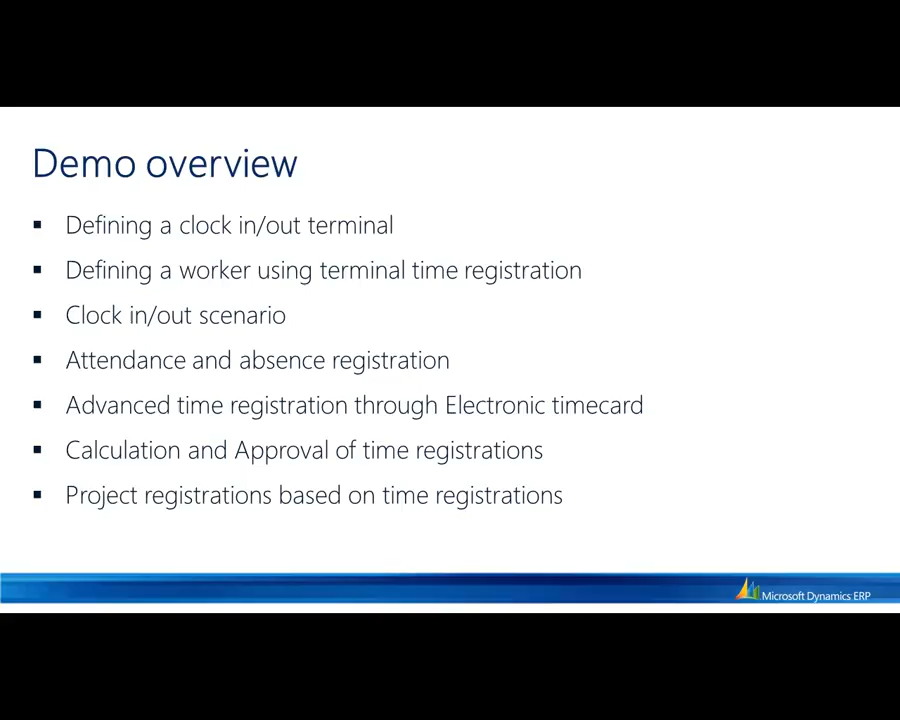 Demo overview
▪ Defining a clock in/out terminal
▪ Defining a worker using terminal time registration
▪ Clock in/out scenario
▪ Attendance and absence registration
▪ Advanced time registration through Electronic timecard
▪ Calculation and Approval of time registrations
▪ Project registrations based on time registrations
Microsoft Dynamics ERP